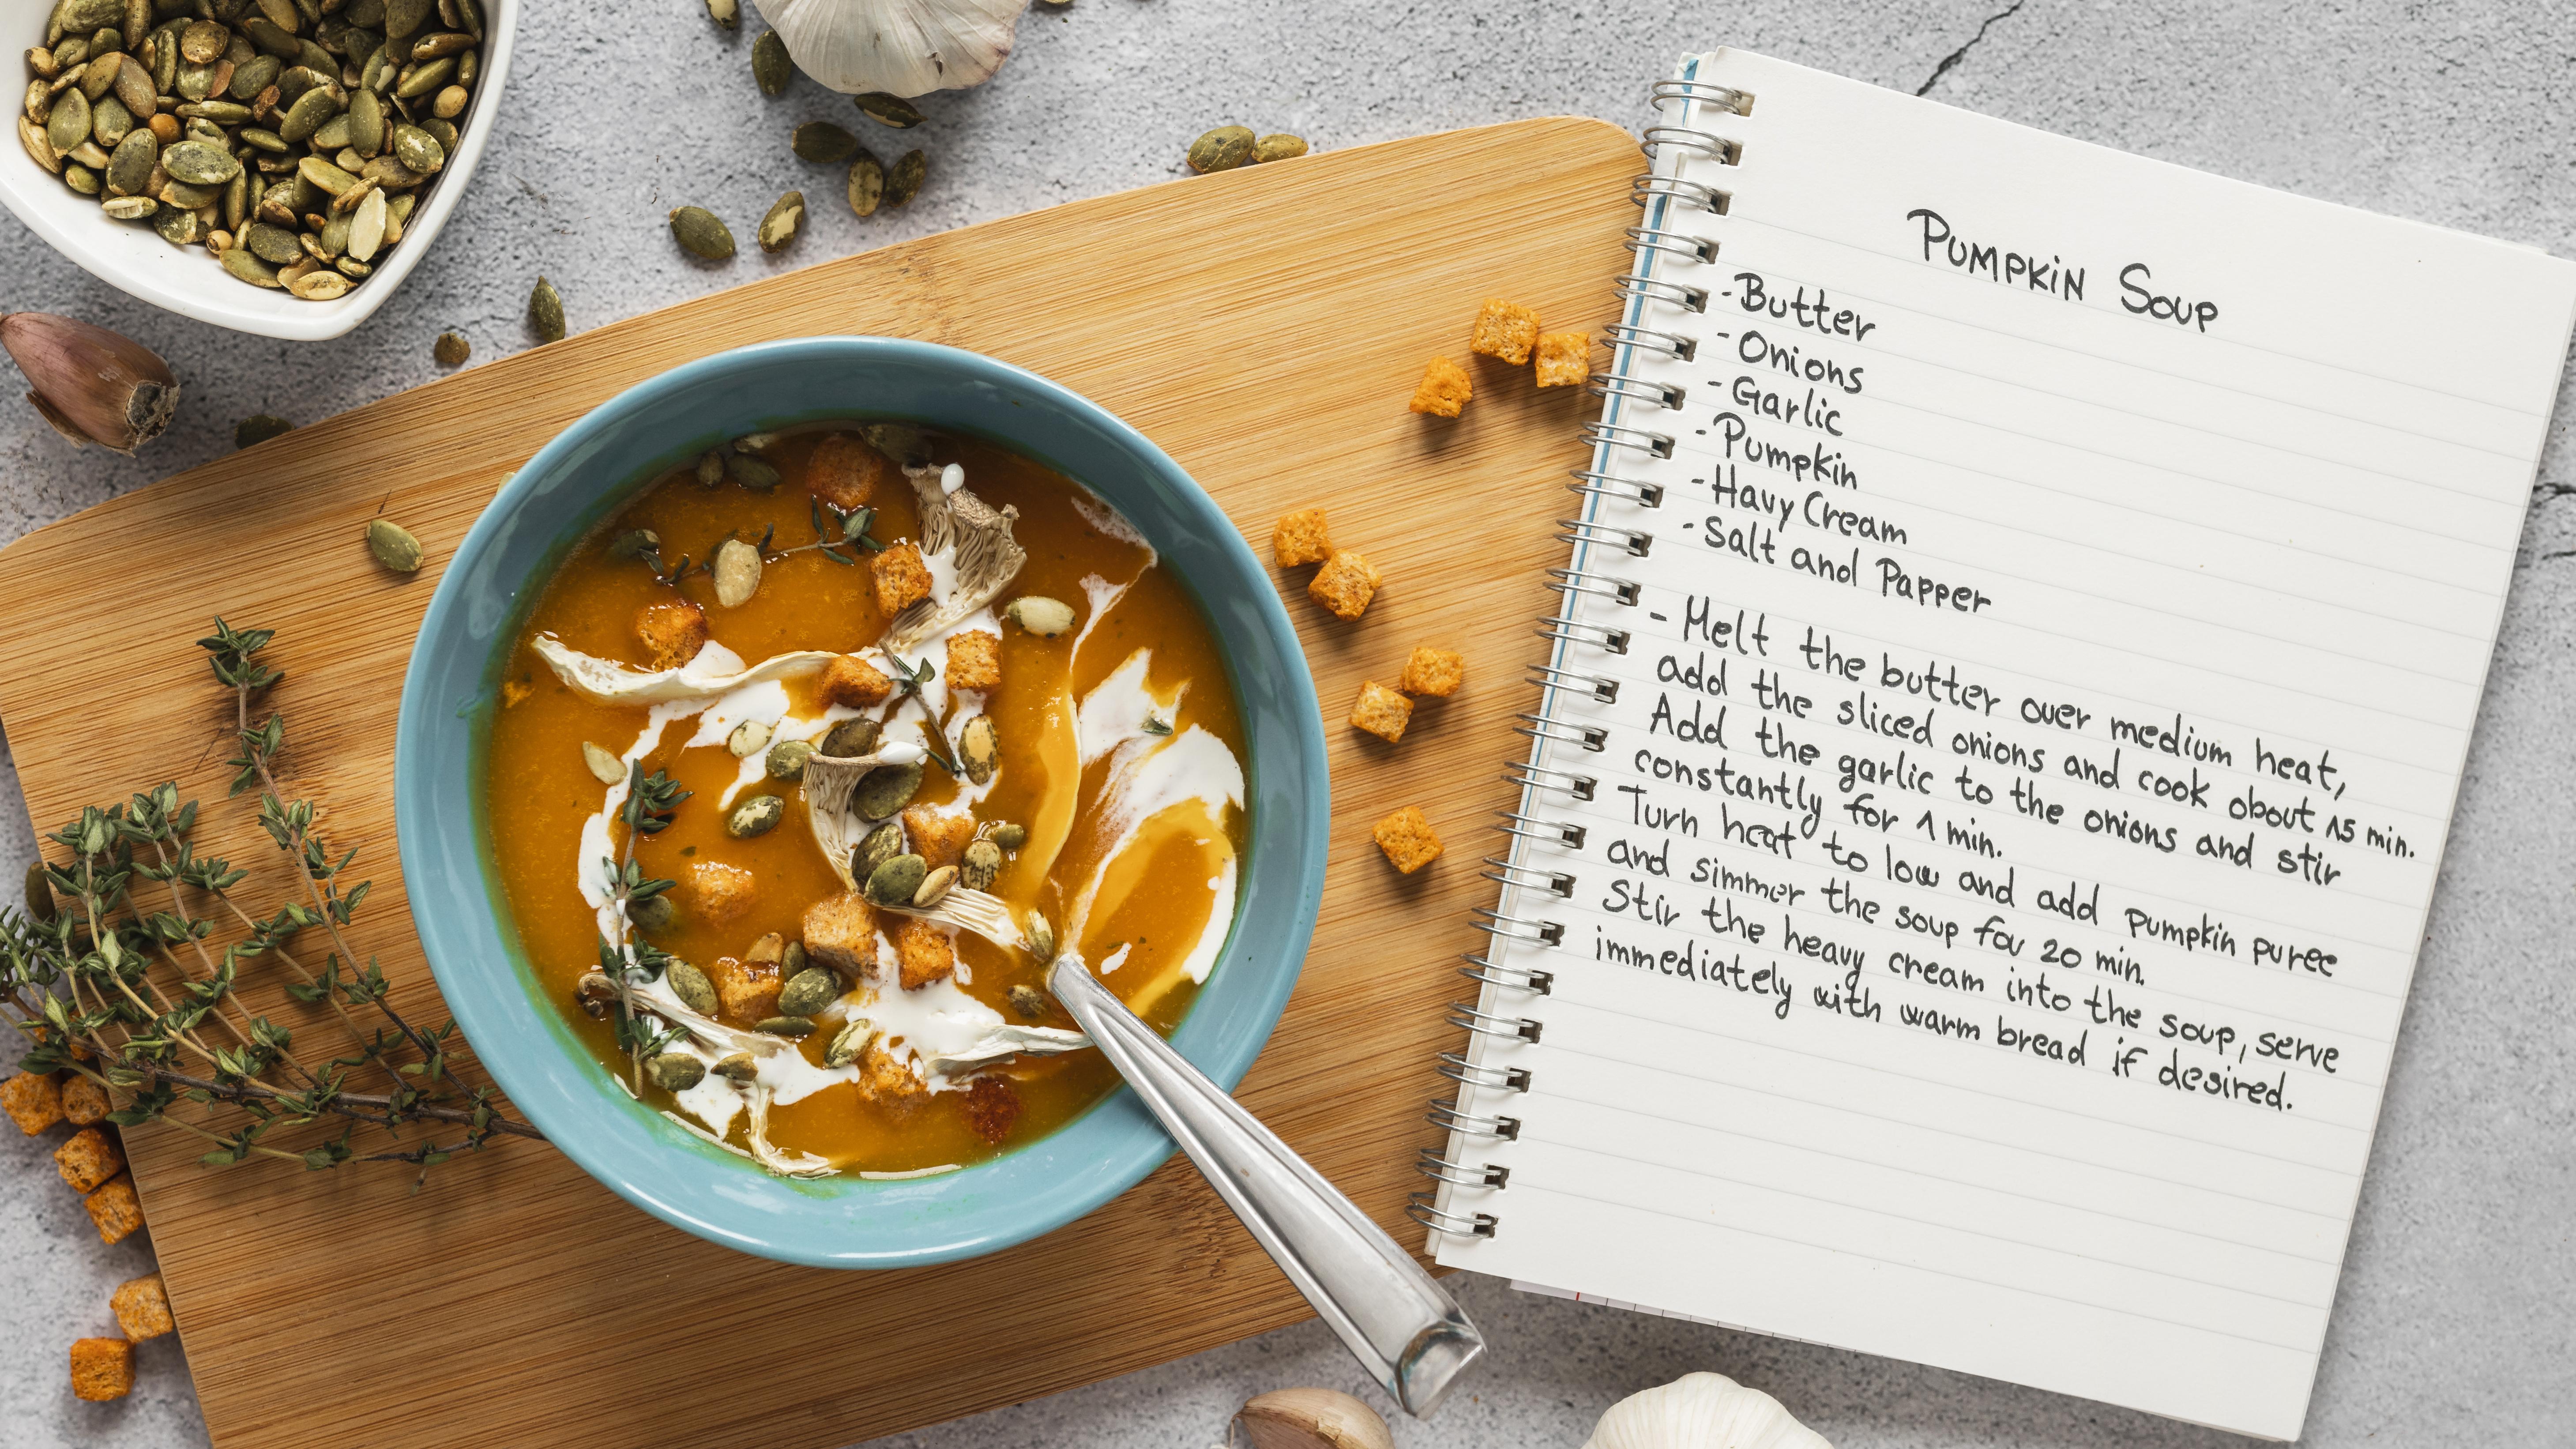 Pumpkin Soup
- Butter
- Onions
- Garlic
- Pumpkin
- Havy Cream
- Salt and Papper
- Melt the butter over medium heat,
add the sliced onions and cook obout 15 min.
Add the garlic to the onions and stir
constantly for 1 min.
Turn heat to low and add pumpkin puree
and simmer the soup for 20 min.
Stir the heavy cream into the soup, serve
immediately with warm bread if desired.